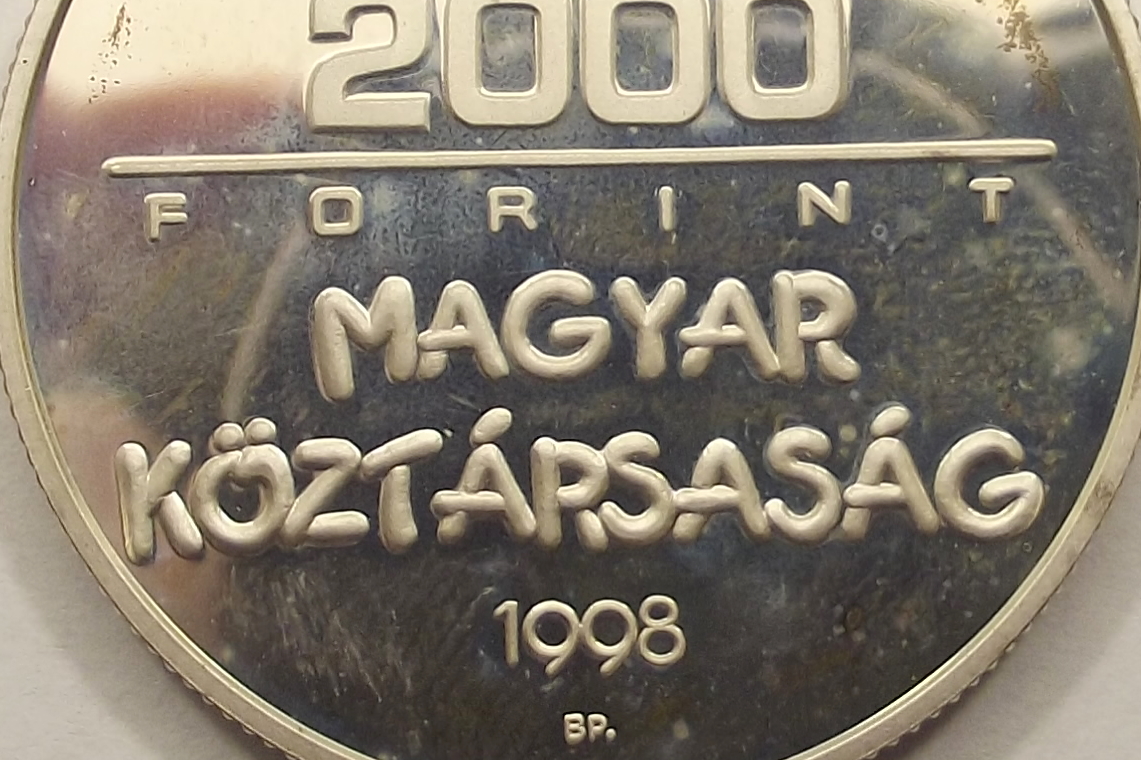 2000
FORINT
MAGYAR
KÖZTÁRSASÁG
1998
BP.